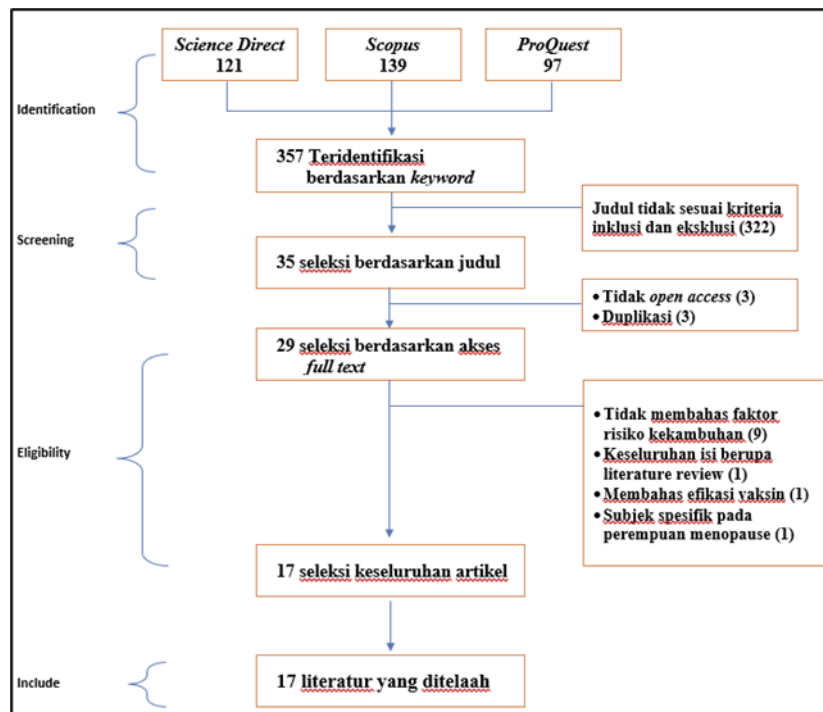 Science Direct
121
Scopus
139
ProQuest
97
Identification
357 Teridentifikasi
berdasarkan keyword
Judul tidak sesuai kriteria
inklusi dan eksklusi (322)
Screening
35 seleksi berdasarkan judul
• Tidak open access (3)
• Duplikasi (3)
29 seleksi berdasarkan akses
full text
• Tidak membahas faktor
risiko kekambuhan (9)
• Keseluruhan isi berupa
literature review (1)
• Membahas efikasi vaksin (1)
• Subjek spesifik pada
perempuan menopause (1)
Eligibility
17 seleksi keseluruhan artikel
Include
17 literatur yang ditelaah